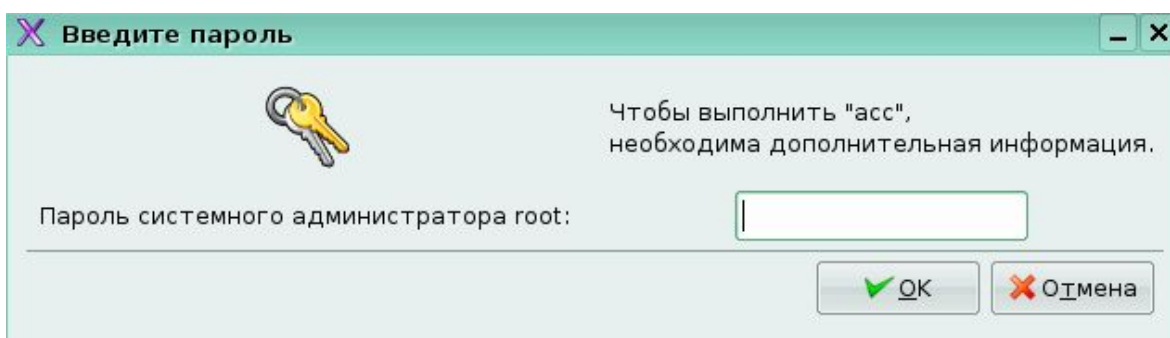 Введите пароль
Чтобы выполнить "acc",
необходима дополнительная информация.
Пароль системного администратора root:
OK
Отмена